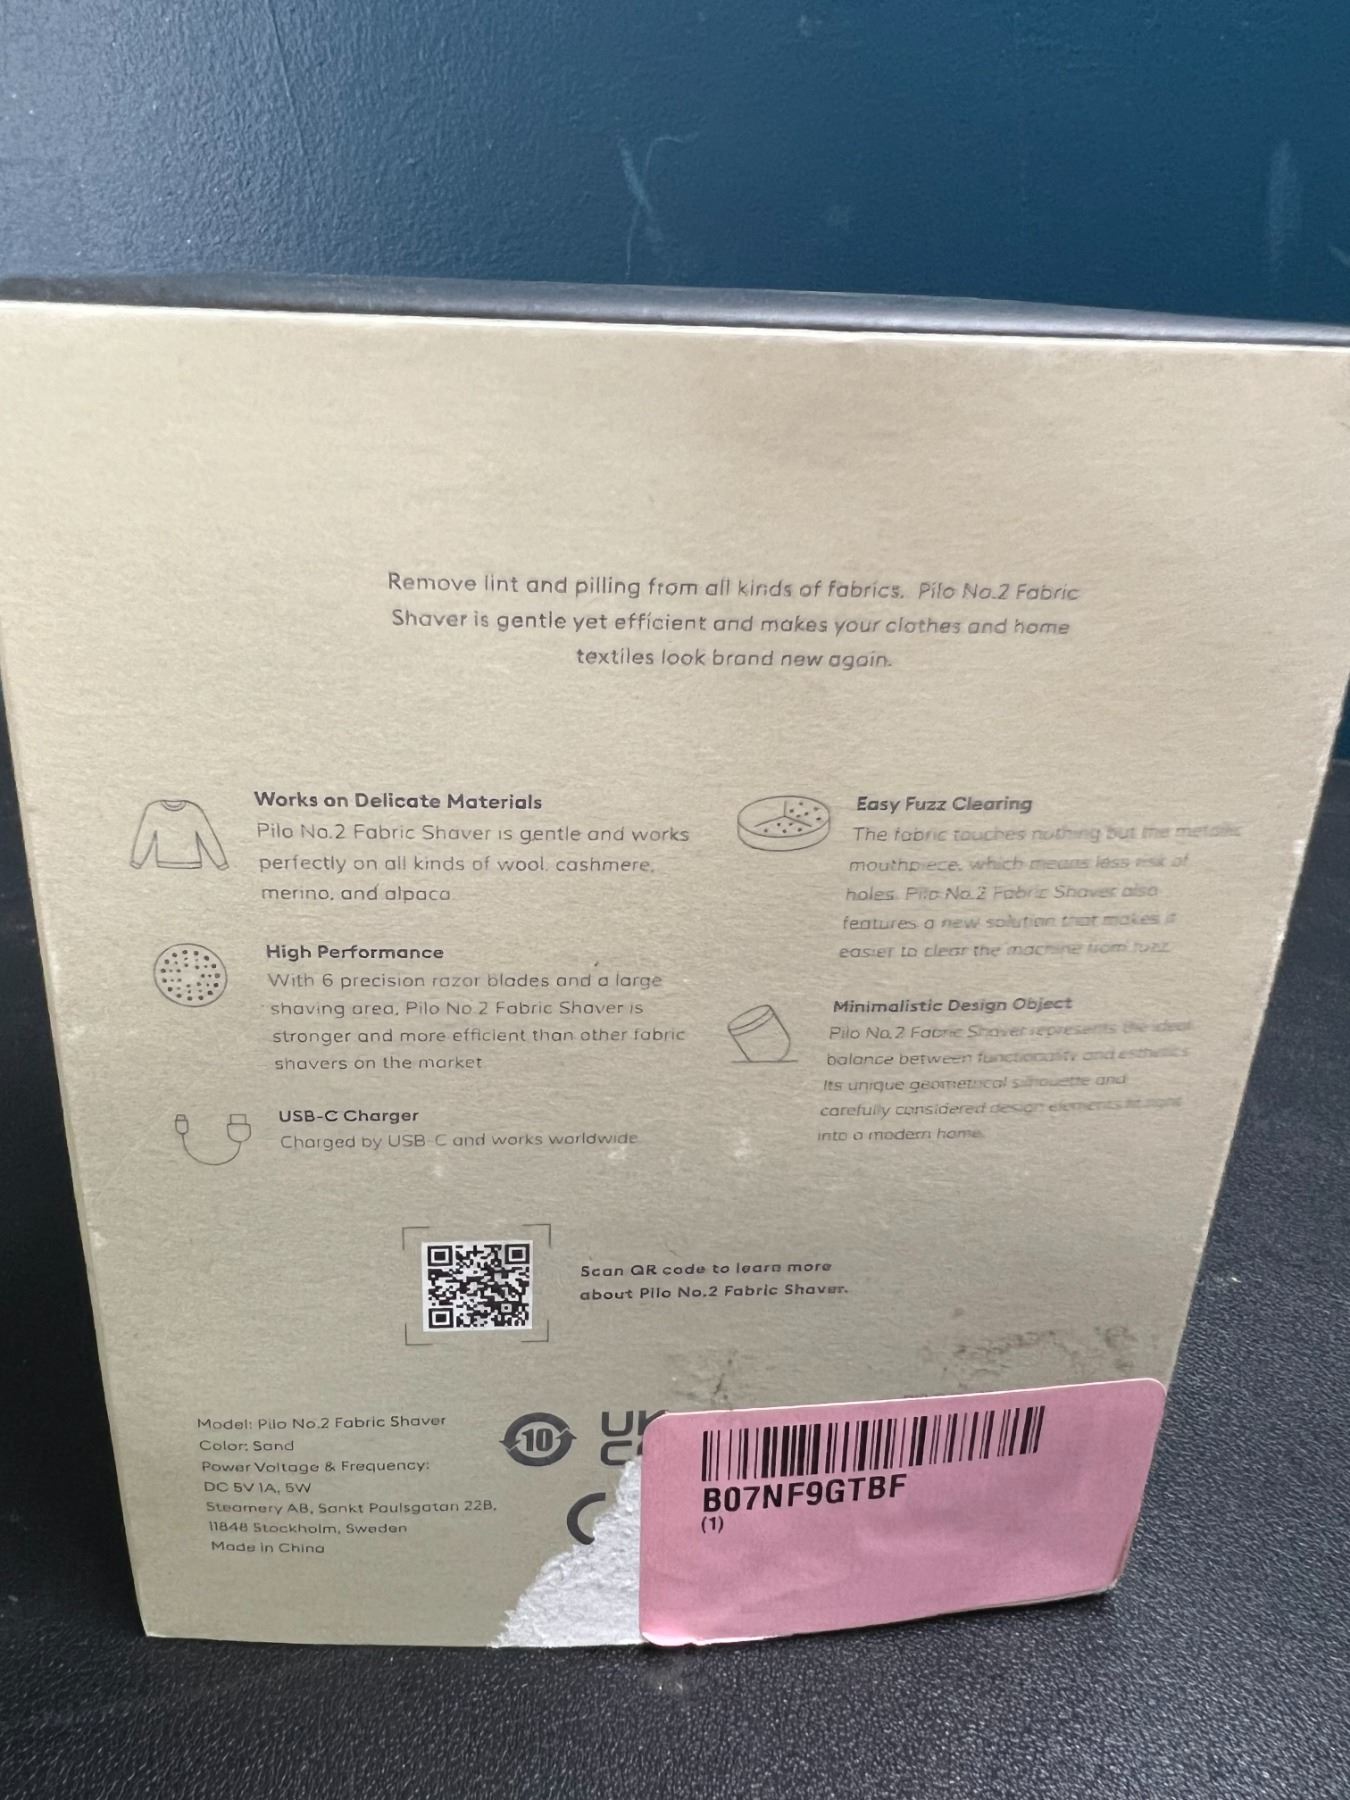 Remove lint and pilling from all kinds of fabrics. Pilo No.2 Fabric
Shaver is gentle yet efficient and makes your clothes and home
textiles look brand new again.
Works on Delicate Materials
Pilo No.2 Fabric Shaver is gentle and works
perfectly on all kinds of wool, cashmere,
merino, and alpaca.
High Performance
With 6 precision razor blades and a large
shaving area, Pilo No.2 Fabric Shaver is
stronger and more efficient than other fabric
shavers on the market.
USB-C Charger
Charged by USB-C and works worldwide.
Easy Fuzz Clearing
The fabric touches nothing but the metallic
mouthpiece, which means less risk of
holes. Pilo No.2 Fabric Shaver also
features a new solution that makes it
easier to clear the machine from fuzz.
Minimalistic Design Object
Pilo No.2 Fabric Shaver represents the ideal
balance between functionality and esthetics.
Its unique geometrical silhouette and
carefully considered design elements fit right
into a modern home.
Scan QR code to learn more
about Pilo No.2 Fabric Shaver.
Model: Pilo No.2 Fabric Shaver
Color: Sand
Power Voltage & Frequency:
DC 5V 1A, 5W
Steamery AB, Sankt Paulsgatan 22B,
11848 Stockholm, Sweden
Made in China
10
UK
C
C
B07NF9GTBF
(1)